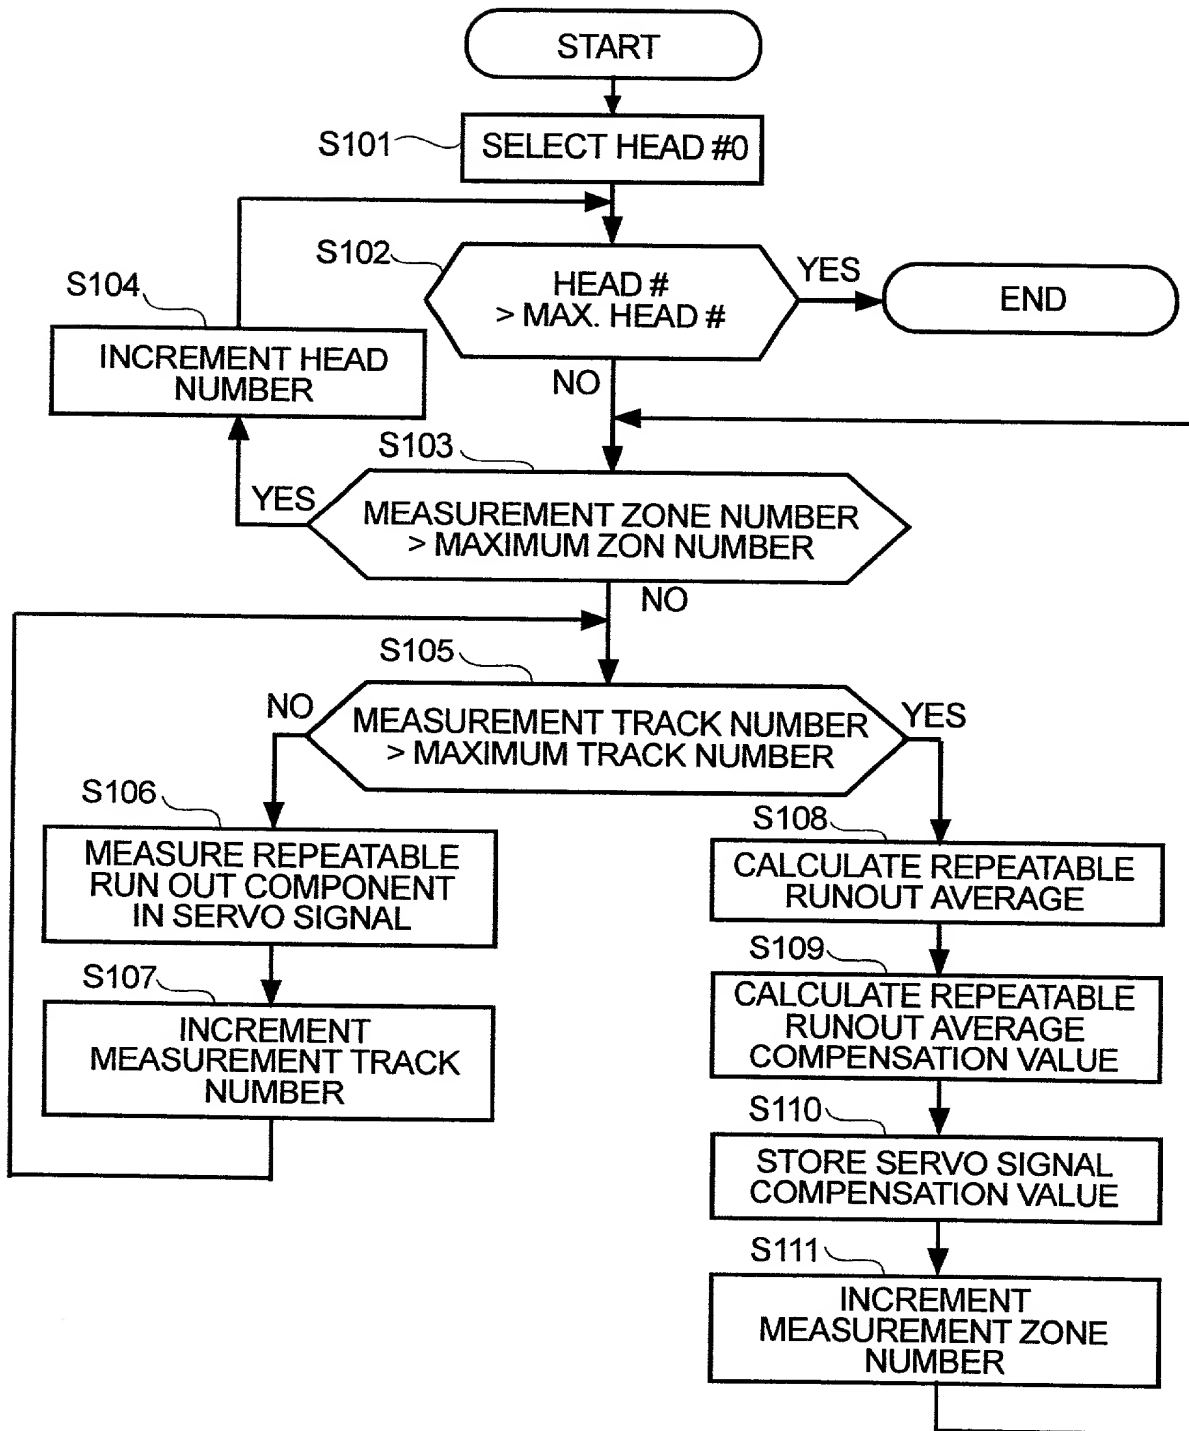 START
S101
SELECT HEAD #0
S102
HEAD #
> MAX. HEAD #
YES
END
S104
INCREMENT HEAD
NUMBER
NO
S103
YES
MEASUREMENT ZONE NUMBER
> MAXIMUM ZON NUMBER
NO
S105
NO
MEASUREMENT TRACK NUMBER
> MAXIMUM TRACK NUMBER
YES
S106
MEASURE REPEATABLE
RUN OUT COMPONENT
IN SERVO SIGNAL
S107
INCREMENT
MEASUREMENT TRACK
NUMBER
S108
CALCULATE REPEATABLE
RUNOUT AVERAGE
S109
CALCULATE REPEATABLE
RUNOUT AVERAGE
COMPENSATION VALUE
S110
STORE SERVO SIGNAL
COMPENSATION VALUE
S111
INCREMENT
MEASUREMENT ZONE
NUMBER